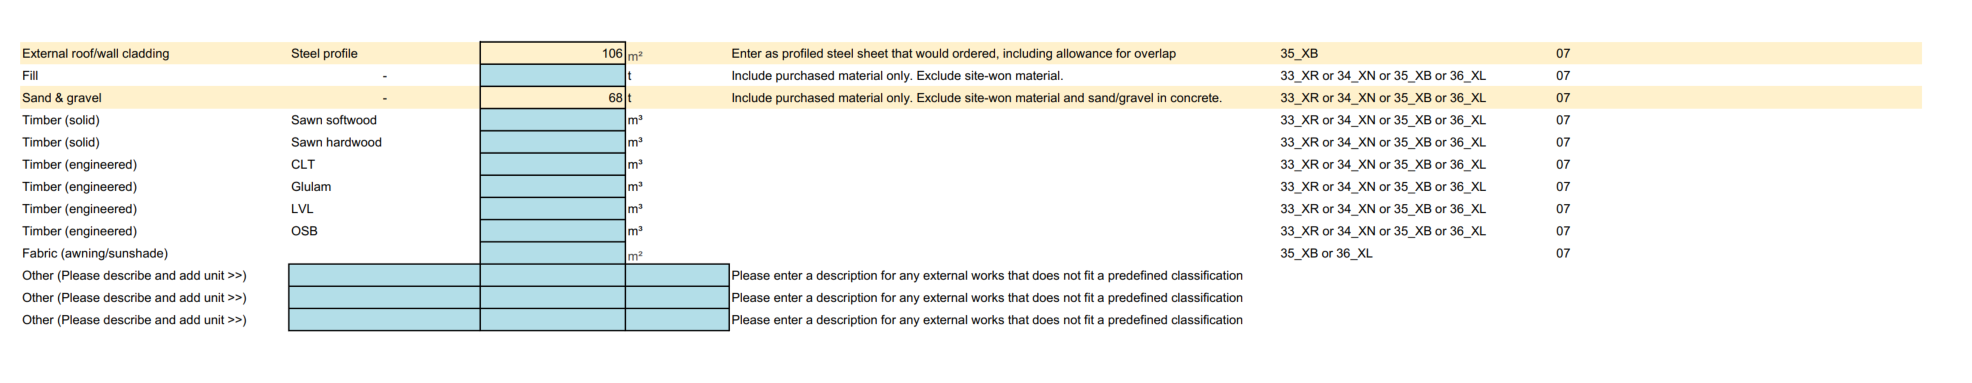 External roof/wall cladding Steel profile 106 m² Enter as profiled steel sheet that would ordered, including allowance for overlap 35_XB 07
Fill - t Include purchased material only. Exclude site-won material. 33_XR or 34_XN or 35_XB or 36_XL 07
Sand & gravel - 68 t Include purchased material only. Exclude site-won material and sand/gravel in concrete. 33_XR or 34_XN or 35_XB or 36_XL 07
Timber (solid) Sawn softwood m³ 33_XR or 34_XN or 35_XB or 36_XL 07
Timber (solid) Sawn hardwood m³ 33_XR or 34_XN or 35_XB or 36_XL 07
Timber (engineered) CLT m³ 33_XR or 34_XN or 35_XB or 36_XL 07
Timber (engineered) Glulam m³ 33_XR or 34_XN or 35_XB or 36_XL 07
Timber (engineered) LVL m³ 33_XR or 34_XN or 35_XB or 36_XL 07
Timber (engineered) OSB m³ 33_XR or 34_XN or 35_XB or 36_XL 07
Fabric (awning/sunshade) m² 35_XB or 36_XL 07
Other (Please describe and add unit >>) Please enter a description for any external works that does not fit a predefined classification
Other (Please describe and add unit >>) Please enter a description for any external works that does not fit a predefined classification
Other (Please describe and add unit >>) Please enter a description for any external works that does not fit a predefined classification